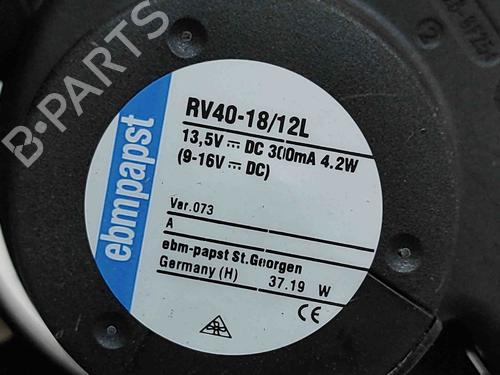 ebmpapst
RV40-18/12L
13,5V ⎓ DC 300mA 4.2W
(9-16V ⎓ DC)
Var.073
A
ebm-papst St.Georgen
Germany (H)
37.19 W
CE